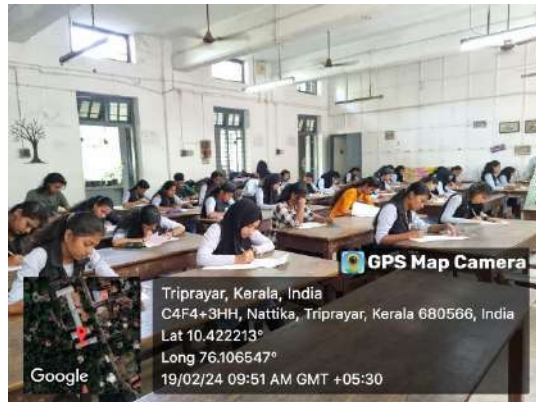 GPS Map Camera
Triprayar, Kerala, India
C4F4+3HH, Nattika, Triprayar, Kerala 680566, India
Lat 10.422213°
Long 76.106547°
19/02/24 09:51 AM GMT +05:30
Google